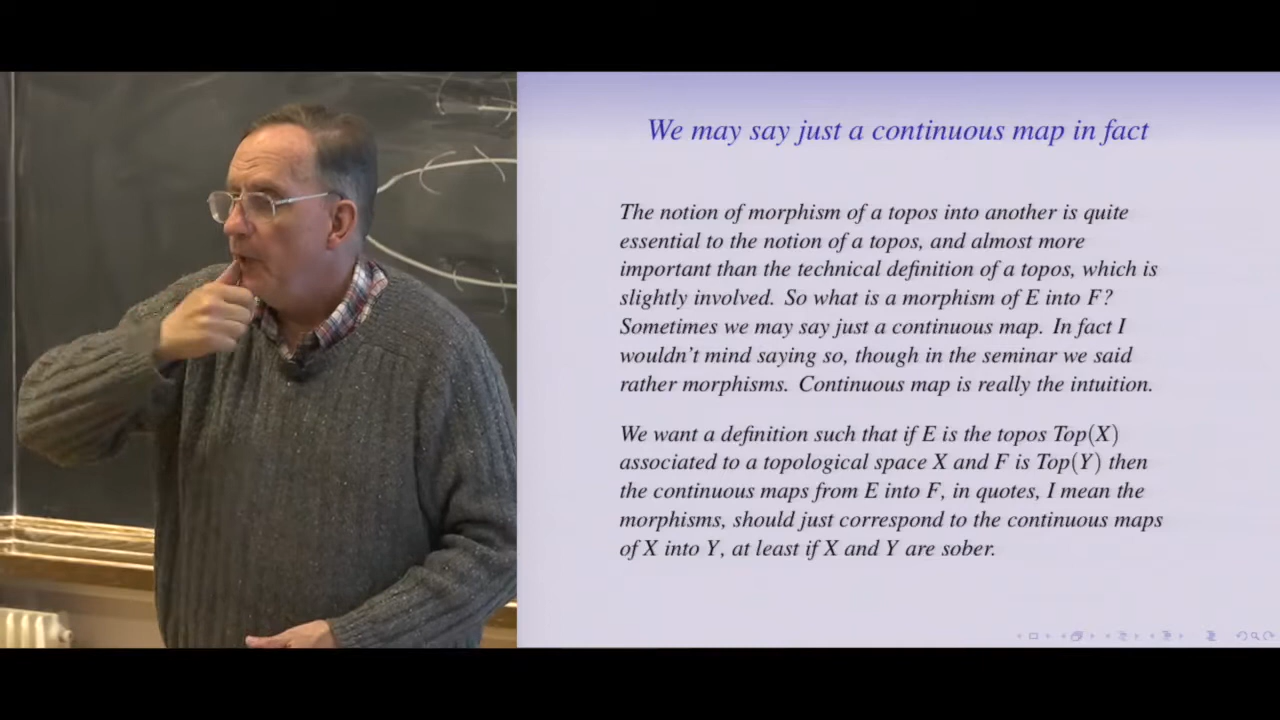 We may say just a continuous map in fact
The notion of morphism of a topos into another is quite
essential to the notion of a topos, and almost more
important than the technical definition of a topos, which is
slightly involved. So what is a morphism of E into F?
Sometimes we may say just a continuous map. In fact I
wouldn't mind saying so, though in the seminar we said
rather morphisms. Continuous map is really the intuition.
We want a definition such that if E is the topos Top(X)
associated to a topological space X and F is Top(Y) then
the continuous maps from E into F, in quotes, I mean the
morphisms, should just correspond to the continuous maps
of X into Y, at least if X and Y are sober.